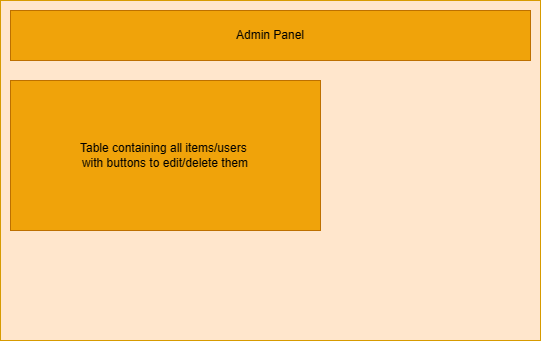 Admin Panel
Table containing all items/users
with buttons to edit/delete them